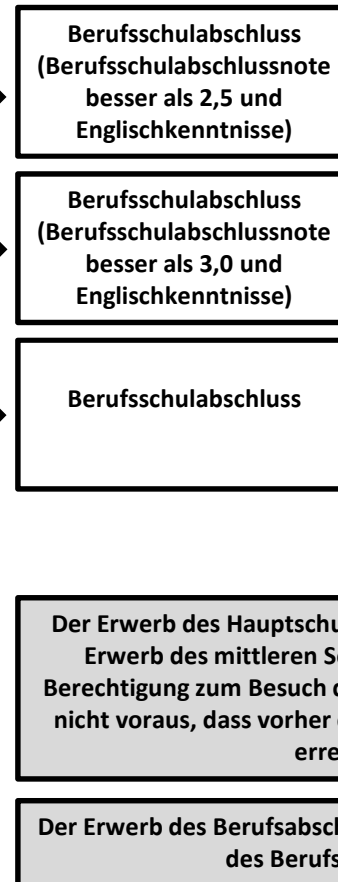 Berufsschulabschluss
(Berufsschulabschlussnote
besser als 2,5 und
Englischkenntnisse)
Berufsschulabschluss
(Berufsschulabschlussnote
besser als 3,0 und
Englischkenntnisse)
Berufsschulabschluss
Der Erwerb des Hauptschu
Erwerb des mittleren S
Berechtigung zum Besuch
nicht voraus, dass vorher
erre
Der Erwerb des Berufsabsch
des Berufs